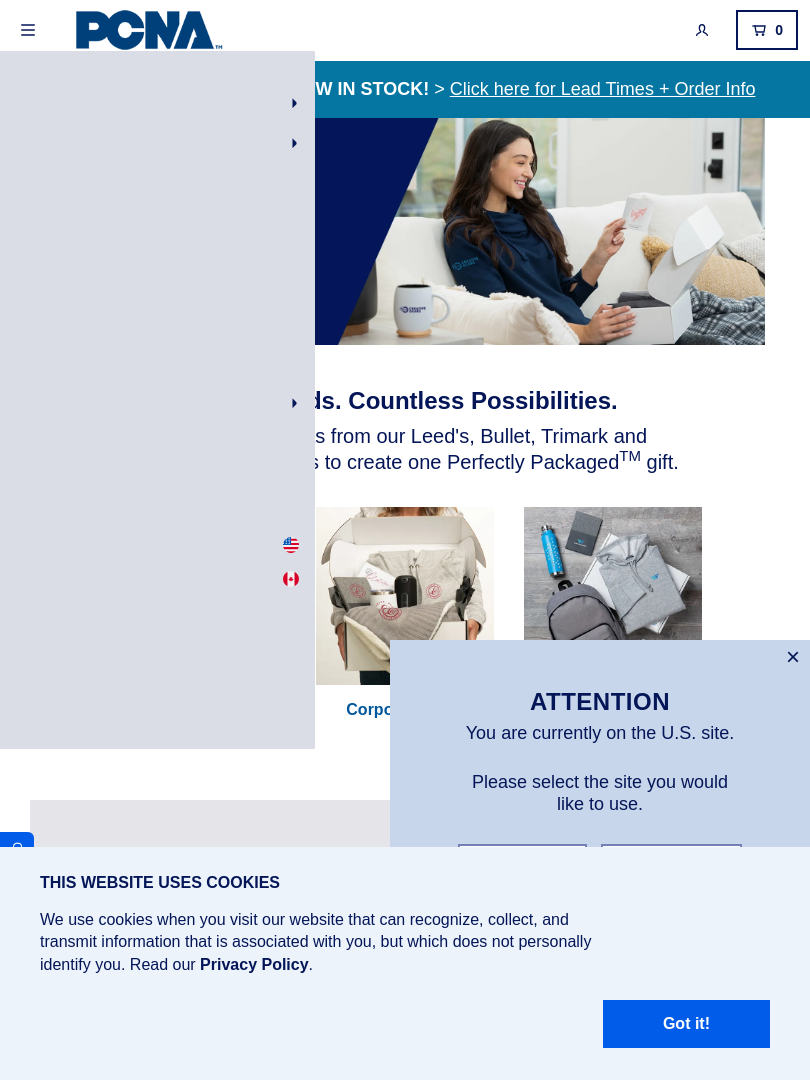 PCNA™
0
W IN STOCK! > Click here for Lead Times + Order Info
ds. Countless Possibilities.
s from our Leed's, Bullet, Trimark and
s to create one Perfectly Packaged™ gift.
Corpo
ATTENTION
You are currently on the U.S. site.
Please select the site you would
like to use.
THIS WEBSITE USES COOKIES
We use cookies when you visit our website that can recognize, collect, and
transmit information that is associated with you, but which does not personally
identify you. Read our Privacy Policy.
Got it!